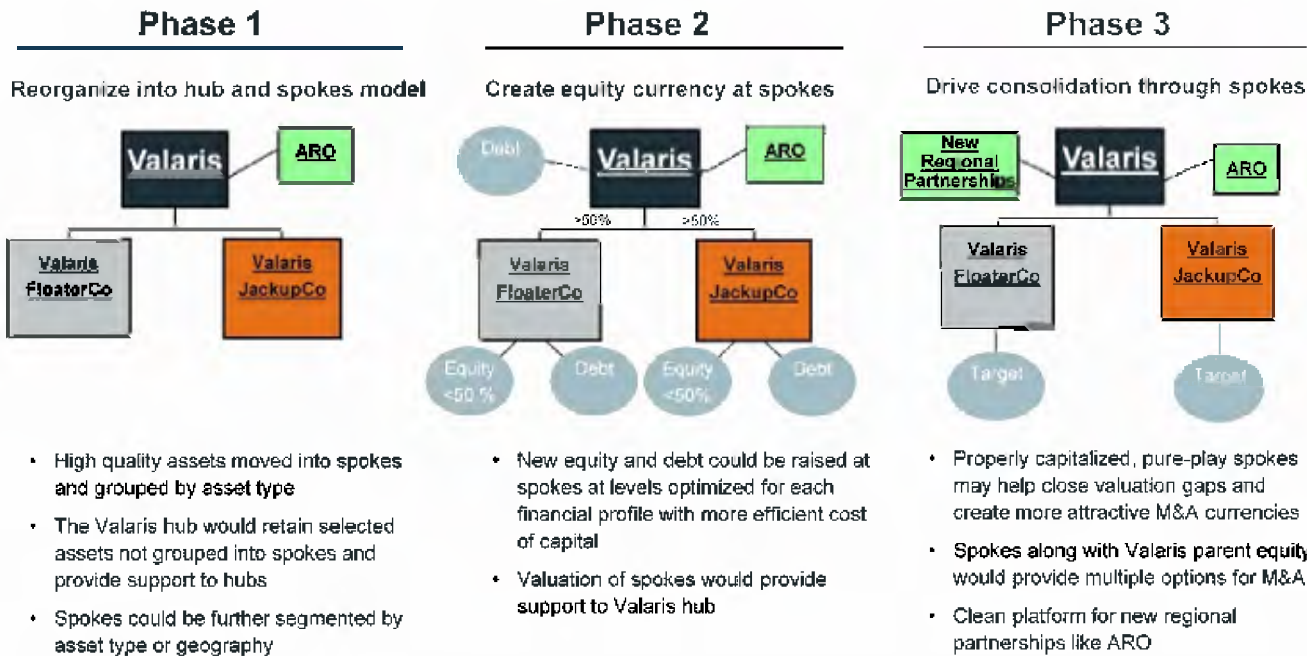 Phase 1
Reorganize into hub and spokes model
Valaris
ARO
Valaris
FloaterCo
Valaris
JackupCo
• High quality assets moved into spokes
and grouped by asset type
• The Valaris hub would retain selected
assets not grouped into spokes and
provide support to hubs
• Spokes could be further segmented by
asset type or geography
Phase 2
Create equity currency at spokes
Debt
Valaris
ARO
>50%
>50%
Valaris
FloaterCo
Valaris
JackupCo
Equity
<50 %
Debt
Equity
<50%
Debt
• New equity and debt could be raised at
spokes at levels optimized for each
financial profile with more efficient cost
of capital
• Valuation of spokes would provide
support to Valaris hub
Phase 3
Drive consolidation through spokes
New
Regional
Partnerships
Valaris
ARO
Valaris
FloaterCo
Valaris
JackupCo
Target
Target
• Properly capitalized, pure-play spokes
may help close valuation gaps and
create more attractive M&A currencies
• Spokes along with Valaris parent equity
would provide multiple options for M&A
• Clean platform for new regional
partnerships like ARO